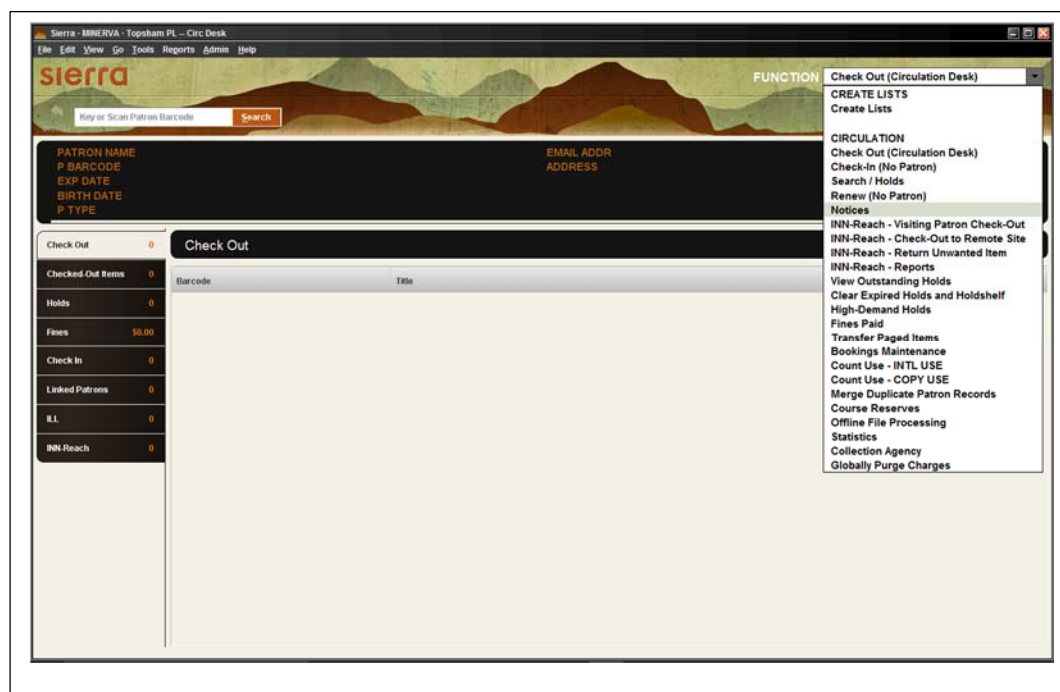 Sierra - MINERVA - Topsham PL – Circ Desk
File Edit View Go Tools Reports Admin Help
sierra
FUNCTION Check Out (Circulation Desk)
Key or Scan Patron Barcode Search
CREATE LISTS
Create Lists
CIRCULATION
Check Out (Circulation Desk)
Check-In (No Patron)
Search / Holds
Renew (No Patron)
Notices
INN-Reach - Visiting Patron Check-Out
INN-Reach - Check-Out to Remote Site
INN-Reach - Return Unwanted Item
INN-Reach - Reports
View Outstanding Holds
Clear Expired Holds and Holdshelf
High-Demand Holds
Fines Paid
Transfer Paged Items
Bookings Maintenance
Count Use - INTL USE
Count Use - COPY USE
Merge Duplicate Patron Records
Course Reserves
Offline File Processing
Statistics
Collection Agency
Globally Purge Charges
PATRON NAME EMAIL ADDR
P BARCODE ADDRESS
EXP DATE
BIRTH DATE
P TYPE
Check Out 0
Checked-Out Items 0
Holds 0
Fines $0.00
Check In 0
Linked Patrons 0
ILL 0
INN-Reach 0
Check Out
Barcode Title